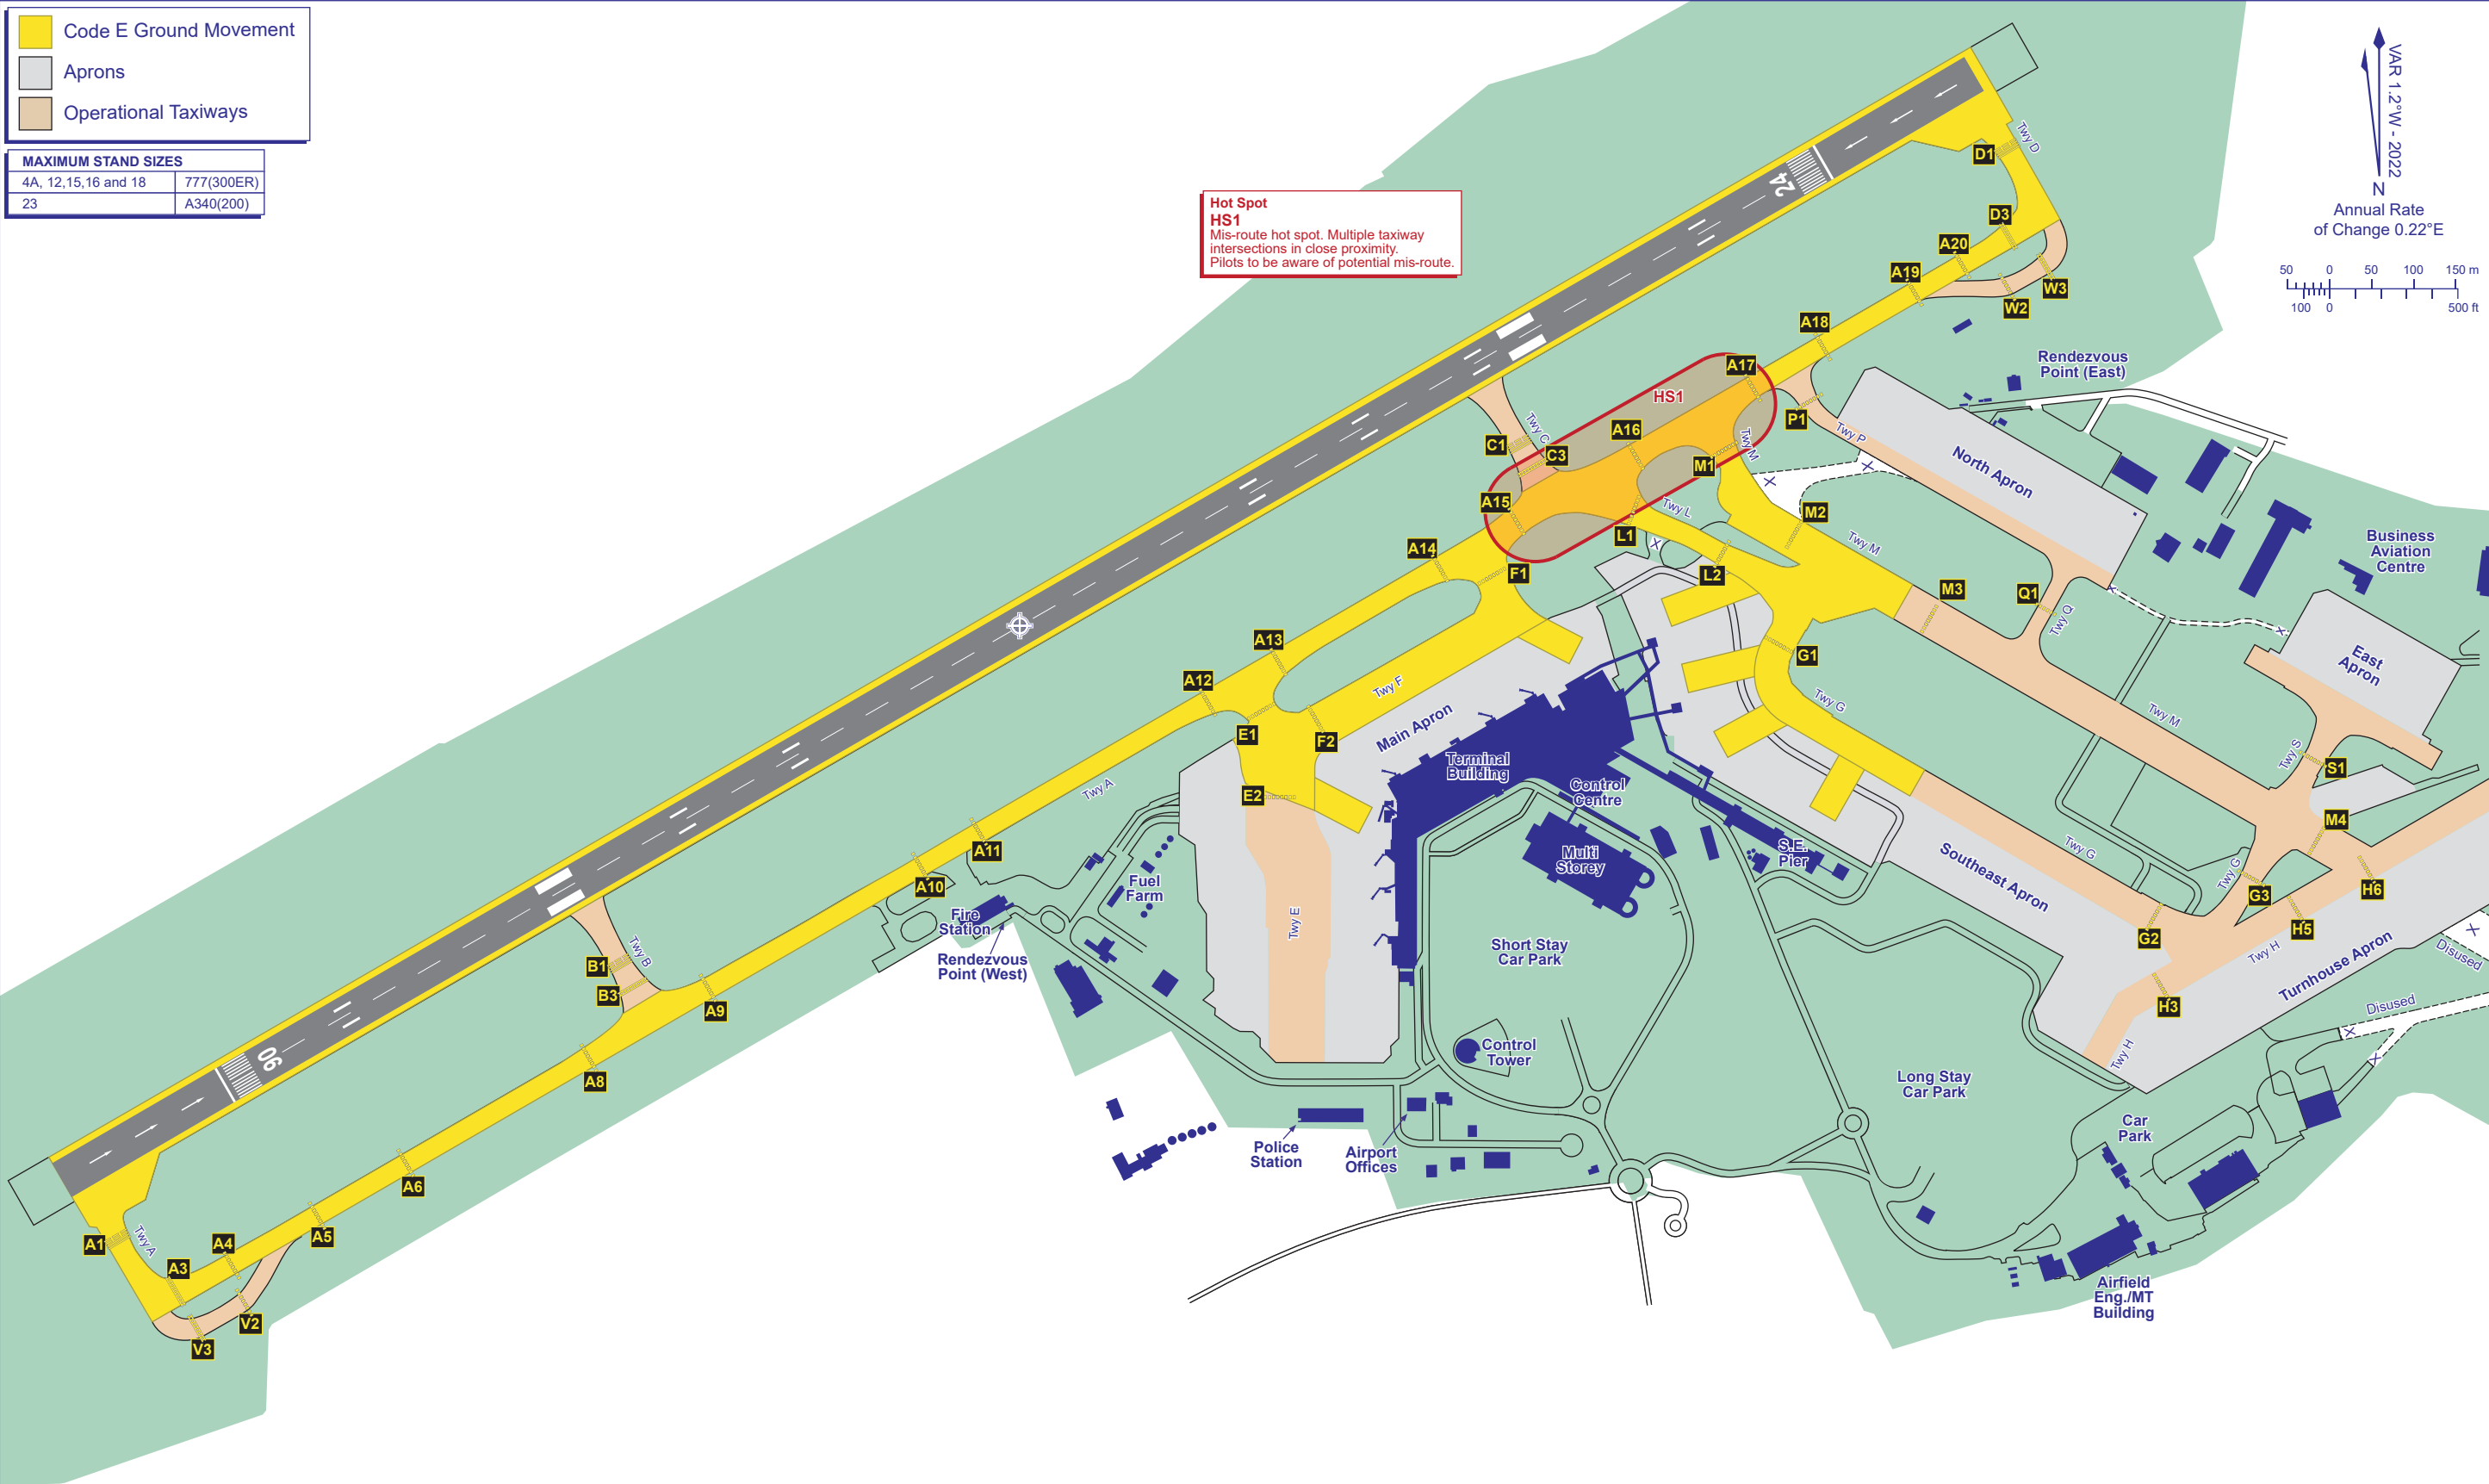 Code E Ground Movement
Aprons
Operational Taxiways
MAXIMUM STAND SIZES
4A, 12,15,16 and 18 777(300ER)
23 A340(200)
Hot Spot
HS1
Mis-route hot spot. Multiple taxiway
intersections in close proximity.
Pilots to be aware of potential mis-route.
VAR 1.2°W - 2022
N
Annual Rate
of Change 0.22°E
50 0 50 100 150 m
100 0 500 ft
24
Twy D
D1
D3
A20
A19
W3
W2
A18
Rendezvous
Point (East)
A17
HS1
P1
Twy P
A16
Twy C
C1
C3
M1
Twy M
X
X
North Apron
A15
Twy L
L1
M2
Twy M
X
Business
Aviation
Centre
A14
F1
L2
M3
Q1
Twy Q
X
X
A13
G1
East
Apron
A12
Twy F
Twy G
Twy M
E1
F2
Main Apron
Terminal
Building
Control
Centre
Twy S
S1
Twy A
E2
M4
A11
Multi
Storey
S.E.
Pier
Twy G
Southeast Apron
Twy G
G3
H6
A10
Fuel
Farm
Fire
Station
Twy E
Short Stay
Car Park
G2
H5
X
Twy H
Turnhouse Apron
Disused
Rendezvous
Point (West)
Twy B
B1
B3
A9
H3
Disused
X
X
06
Control
Tower
Twy H
A8
Long Stay
Car Park
Car
Park
Police
Station
Airport
Offices
A6
A5
A4
A1
Twy A
A3
V2
V3
Airfield
Eng./MT
Building